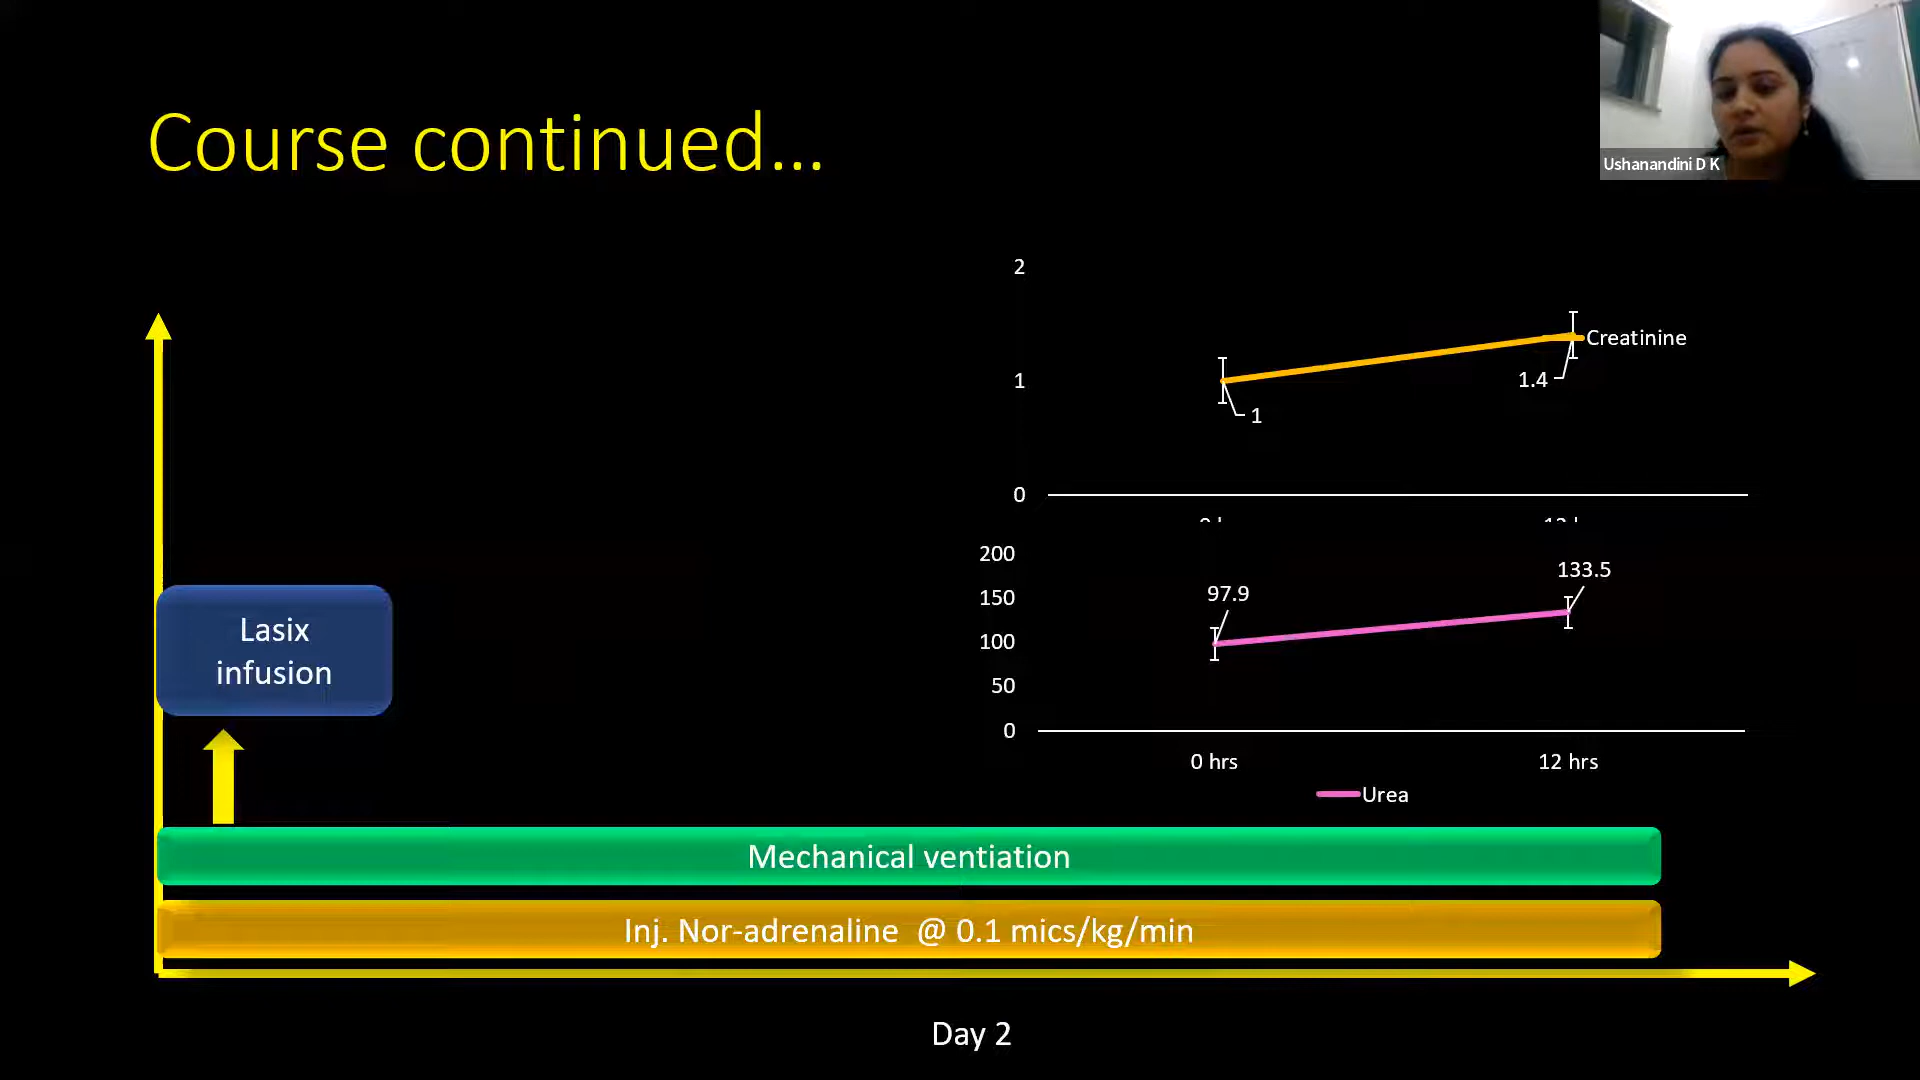 Course continued...
Ushanandini D K
2
Creatinine
1.4
1
1
0
200
97.9
133.5
150
100
50
0
0 hrs
12 hrs
Urea
Lasix
infusion
Mechanical ventiation
Inj. Nor-adrenaline @ 0.1 mics/kg/min
Day 2